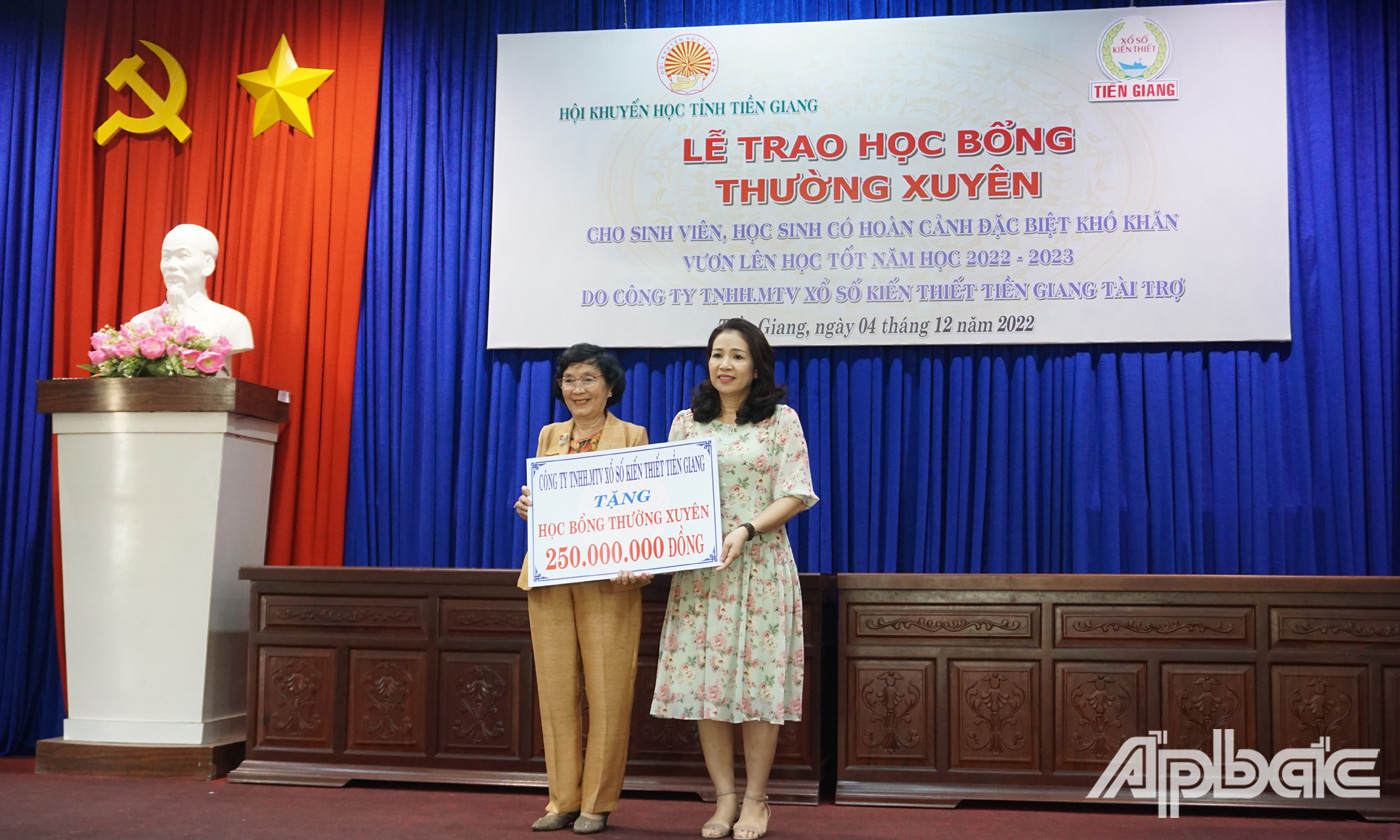 HỘI KHUYẾN HỌC TỈNH TIỀN GIANG
XỔ SỐ
KIẾN THIẾT
TIỀN GIANG
LỄ TRAO HỌC BỔNG
THƯỜNG XUYÊN
CHO SINH VIÊN, HỌC SINH CÓ HOÀN CẢNH ĐẶC BIỆT KHÓ KHĂN
VƯƠN LÊN HỌC TỐT NĂM HỌC 2022 - 2023
DO CÔNG TY TNHH.MTV XỔ SỐ KIẾN THIẾT TIỀN GIANG TÀI TRỢ
Giang, ngày 04 tháng 12 năm 2022
CÔNG TY TNHH.MTV XỔ SỐ KIẾN THIẾT TIỀN GIANG
TẶNG
HỌC BỔNG THƯỜNG XUYÊN
250.000.000 ĐỒNG
Apbắc